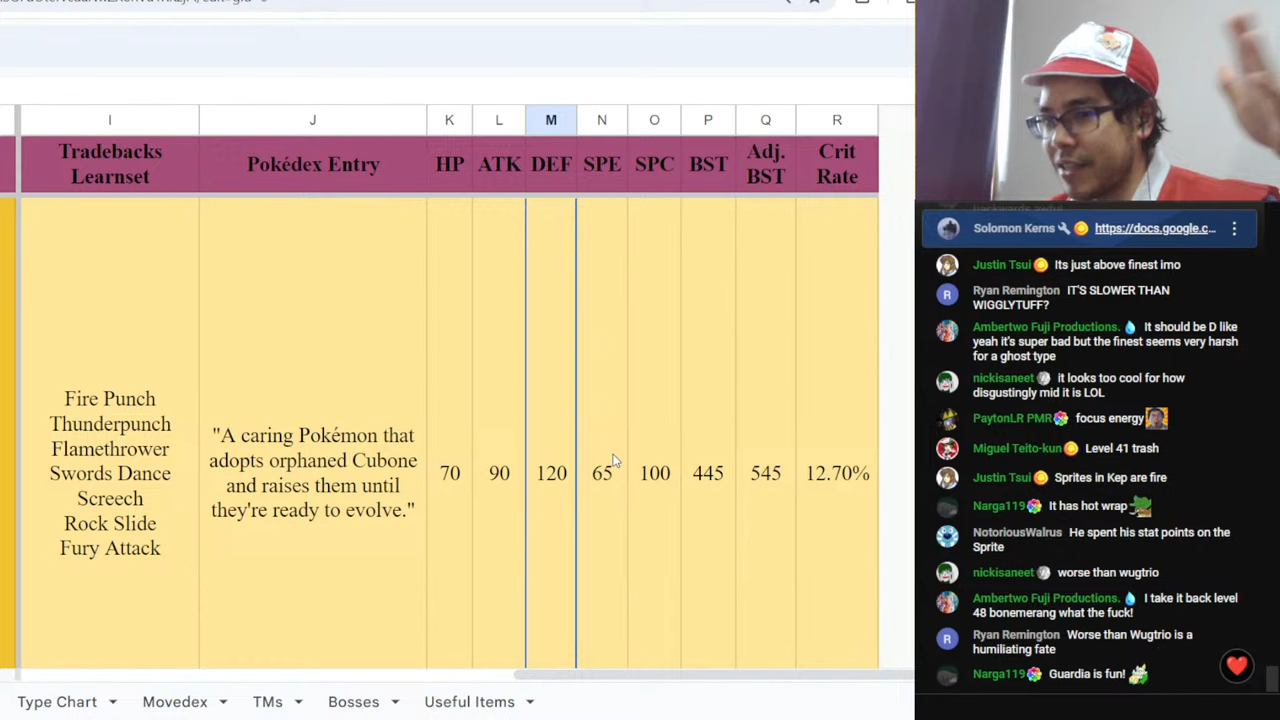 I
J
K
L
M
N
O
P
Q
R
Tradebacks
Learnset
Pokédex Entry
HP
ATK
DEF
SPE
SPC
BST
Adj.
BST
Crit
Rate
Fire Punch
Thunderpunch
Flamethrower
Swords Dance
Screech
Rock Slide
Fury Attack
"A caring Pokémon that
adopts orphaned Cubone
and raises them until
they're ready to evolve."
70
90
120
65
100
445
545
12.70%
Type Chart
Movedex
TMs
Bosses
Useful Items
Solomon Kerns https://docs.google.c...
Justin Tsui Its just above finest imo
Ryan Remington IT'S SLOWER THAN
WIGGLYTUFF?
Ambertwo Fuji Productions. It should be D like
yeah it's super bad but the finest seems very harsh
for a ghost type
nickisaneet it looks too cool for how
disgustingly mid it is LOL
PaytonLR PMR focus energy
Miguel Teito-kun Level 41 trash
Justin Tsui Sprites in Kep are fire
Narga119 It has hot wrap
NotoriousWalrus He spent his stat points on the
Sprite
nickisaneet worse than wugtrio
Ambertwo Fuji Productions. I take it back level
48 bonemerang what the fuck!
Ryan Remington Worse than Wugtrio is a
humiliating fate
Narga119 Guardia is fun!